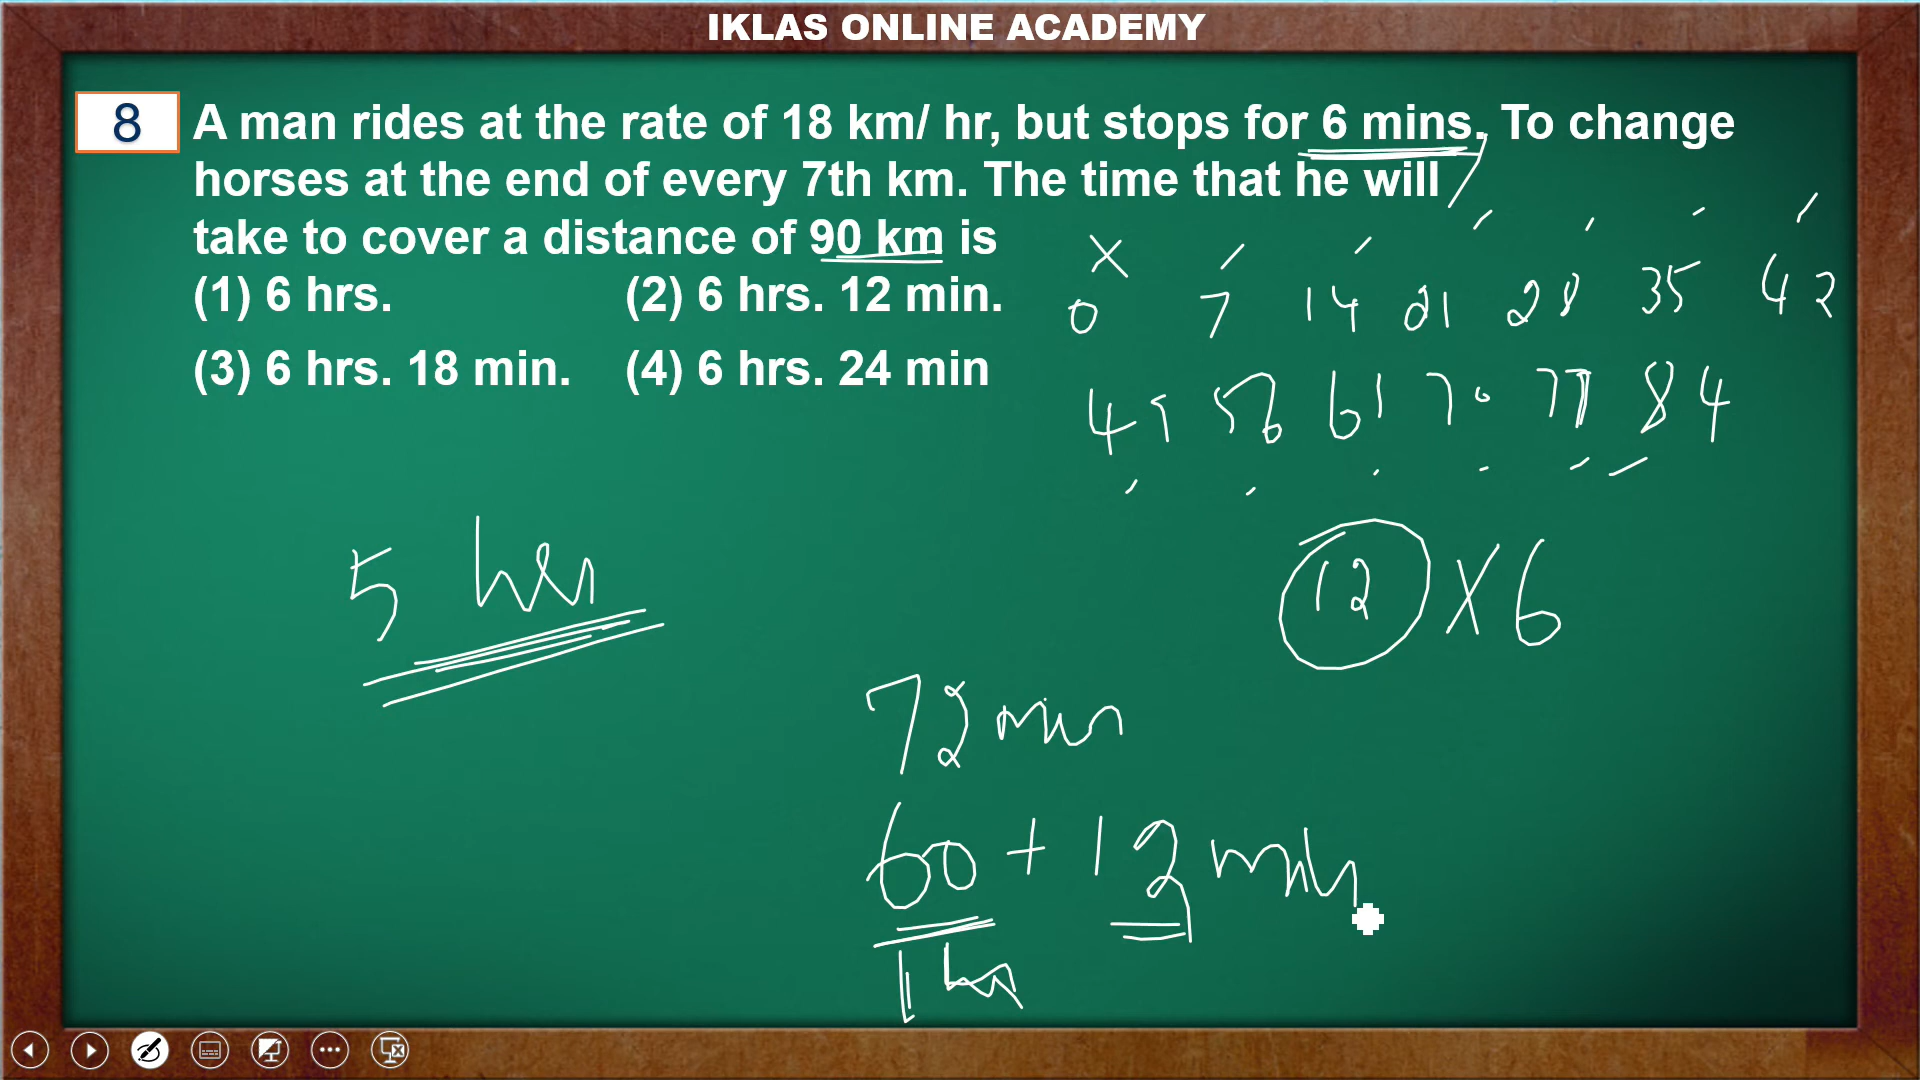 IKLAS ONLINE ACADEMY
8 A man rides at the rate of 18 km/ hr, but stops for 6 mins. To change
horses at the end of every 7th km. The time that he will
take to cover a distance of 90 km is
(1) 6 hrs. (2) 6 hrs. 12 min.
(3) 6 hrs. 18 min. (4) 6 hrs. 24 min
0 7 14 21 28 35 42
49 56 61 70 77 84
5 hrs
12 X 6
72 min
60 + 12 min
1 hr